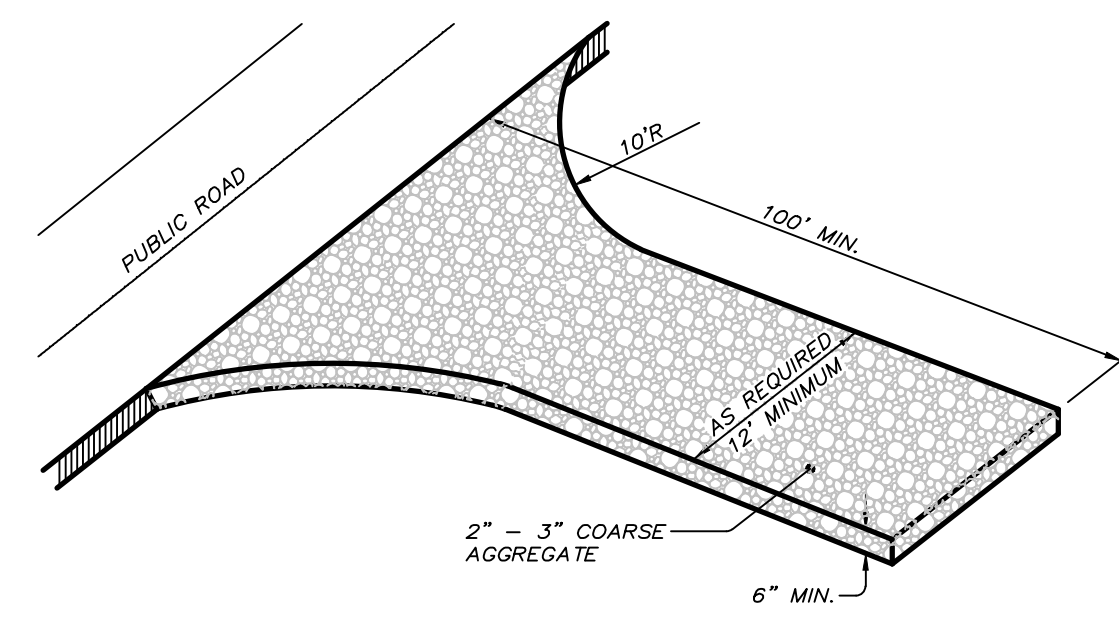 PUBLIC ROAD
10'R
100' MIN.
AS REQUIRED
12' MINIMUM
2" – 3" COARSE
AGGREGATE
6" MIN.